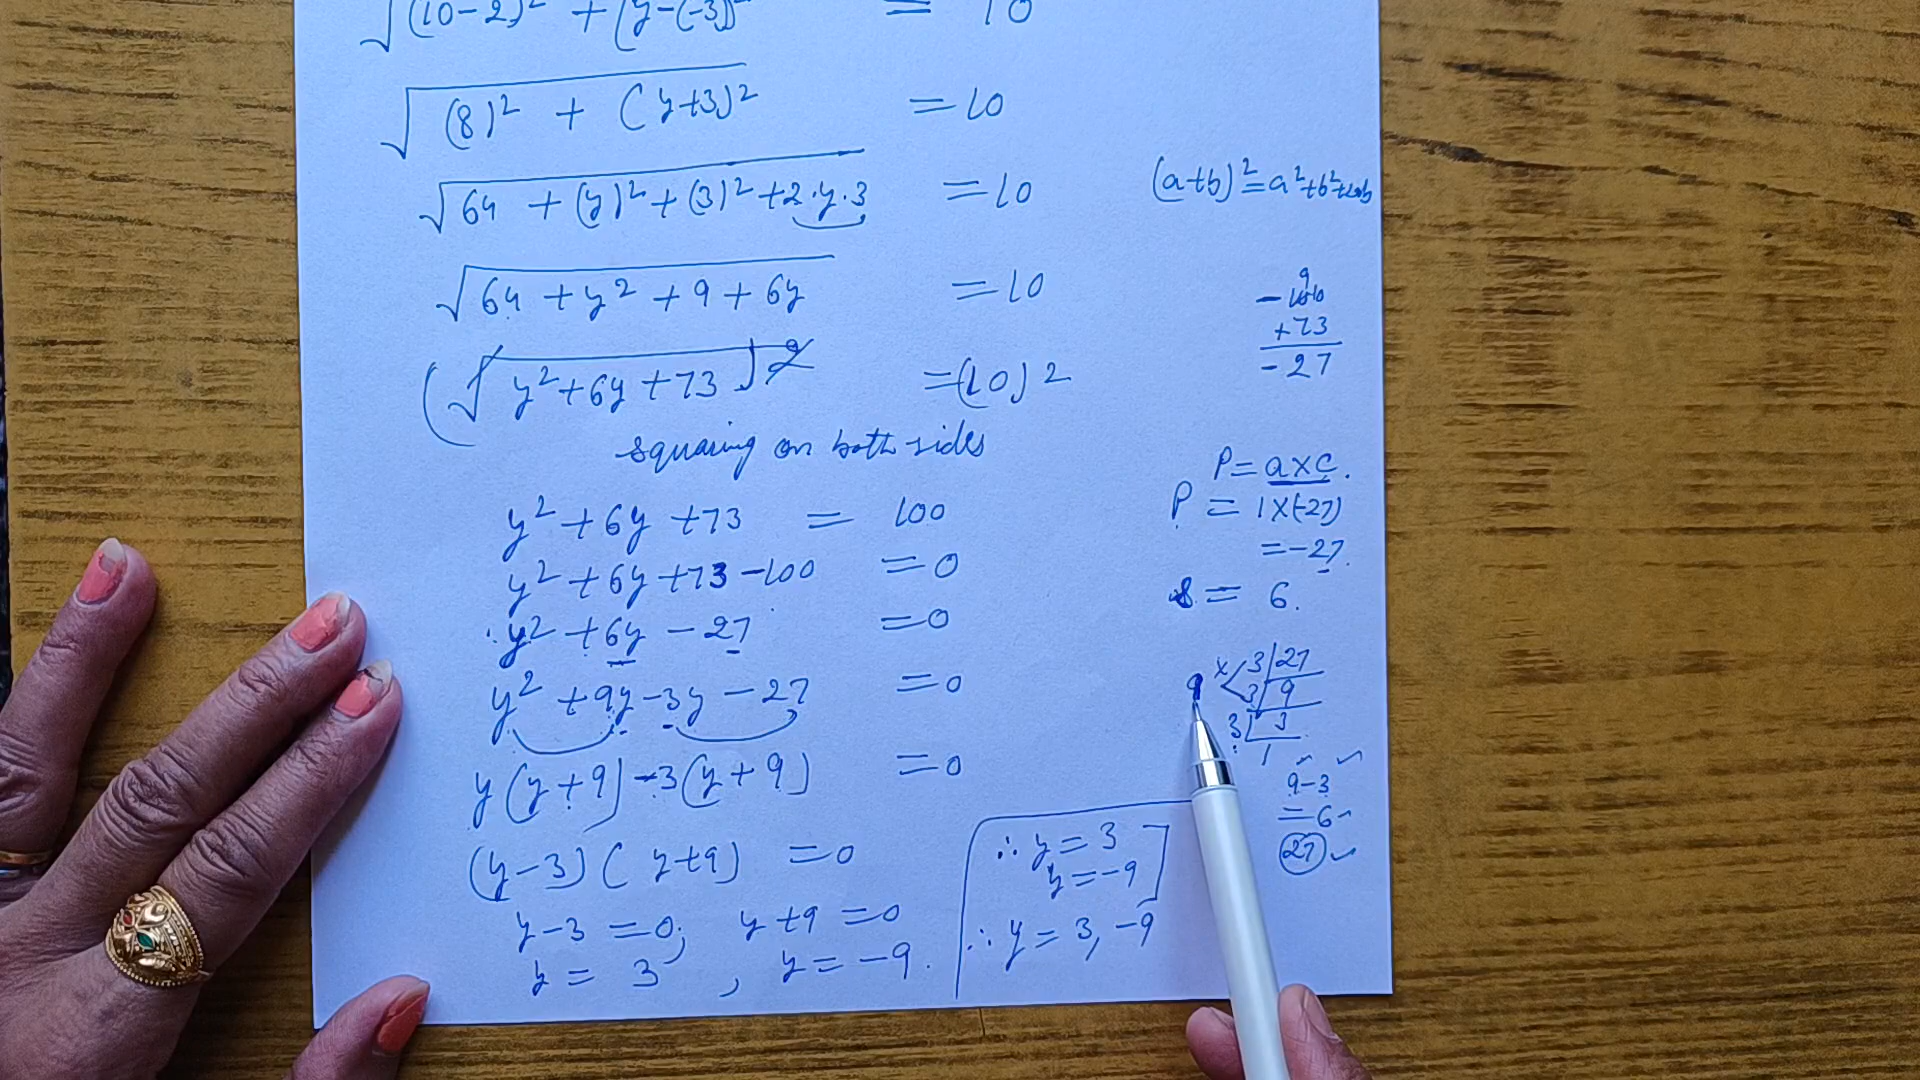 √(10-2)² + (y-(-3))² = 10
√(8)² + (y+3)² = 10
√64 + (y)² + (3)² + 2·y·3 = 10
(a+b)² = a²+b²+2ab
√64 + y² + 9 + 6y = 10
(√y²+6y+73)² = (10)²
squaring on both sides
y² + 6y + 73 = 100
y² + 6y + 73 - 100 = 0
y² + 6y - 27 = 0
y² + 9y - 3y - 27 = 0
y(y+9) - 3(y+9) = 0
(y-3)(y+9) = 0
y-3 = 0; y+9 = 0
y = 3, y = -9.
∴ y = 3
y = -9
∴ y = 3, -9
- 100
+73
-27
P = a×c.
P = 1×(-27)
= -27.
S = 6.
3 27
9 × 3 9
3 3
1
9-3
= 6
27